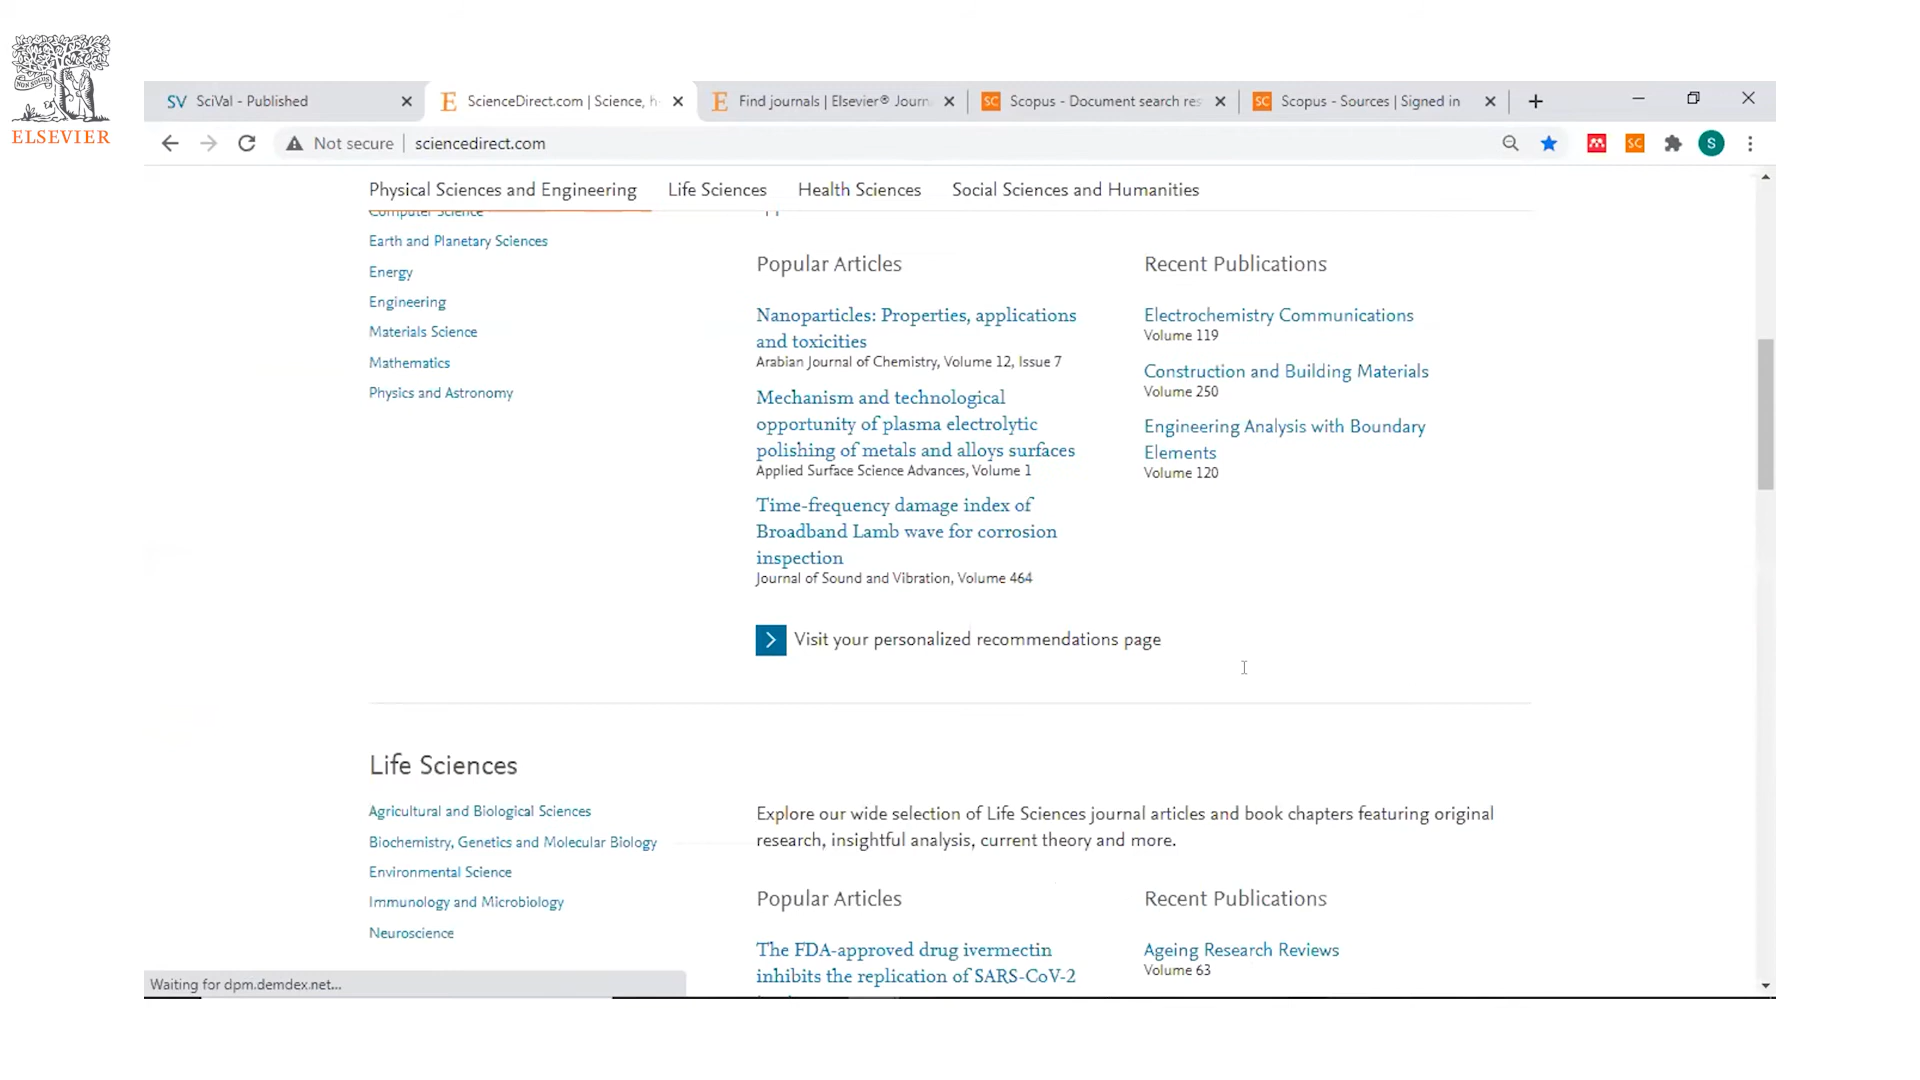 ELSEVIER
SciVal - Published
ScienceDirect.com | Science, h
Find journals | Elsevier® Journ
Scopus - Document search res
Scopus - Sources | Signed in
Not secure
sciencedirect.com
Physical Sciences and Engineering
Life Sciences
Health Sciences
Social Sciences and Humanities
Computer Science
Earth and Planetary Sciences
Energy
Engineering
Materials Science
Mathematics
Physics and Astronomy
Popular Articles
Nanoparticles: Properties, applications
and toxicities
Arabian Journal of Chemistry, Volume 12, Issue 7
Mechanism and technological
opportunity of plasma electrolytic
polishing of metals and alloys surfaces
Applied Surface Science Advances, Volume 1
Time-frequency damage index of
Broadband Lamb wave for corrosion
inspection
Journal of Sound and Vibration, Volume 464
Recent Publications
Electrochemistry Communications
Volume 119
Construction and Building Materials
Volume 250
Engineering Analysis with Boundary
Elements
Volume 120
Visit your personalized recommendations page
Life Sciences
Agricultural and Biological Sciences
Biochemistry, Genetics and Molecular Biology
Environmental Science
Immunology and Microbiology
Neuroscience
Explore our wide selection of Life Sciences journal articles and book chapters featuring original
research, insightful analysis, current theory and more.
Popular Articles
The FDA-approved drug ivermectin
inhibits the replication of SARS-CoV-2
Recent Publications
Ageing Research Reviews
Volume 63
Waiting for dpm.demdex.net...